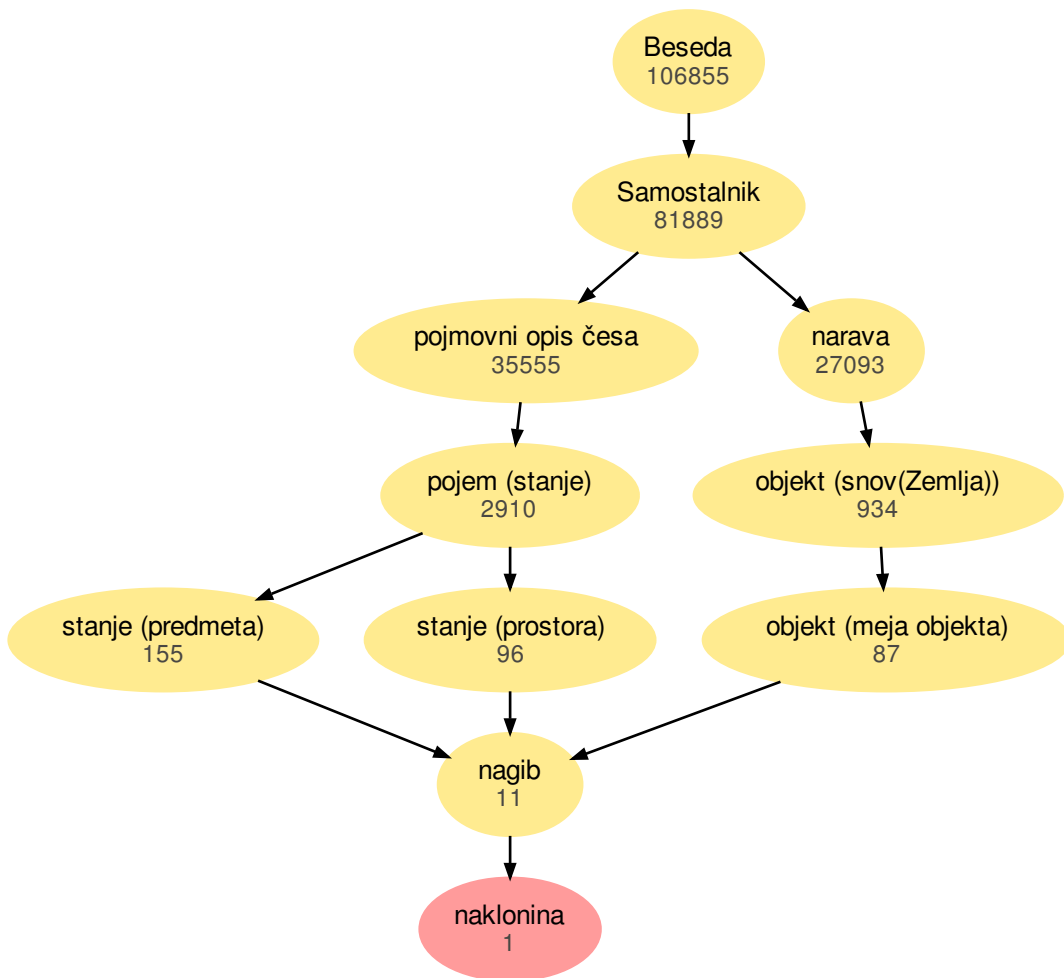 Beseda
106855
Samostalnik
81889
pojmovni opis česa
35555
narava
27093
pojem (stanje)
2910
objekt (snov(Zemlja))
934
stanje (predmeta)
155
stanje (prostora)
96
objekt (meja objekta)
87
nagib
11
naklonina
1